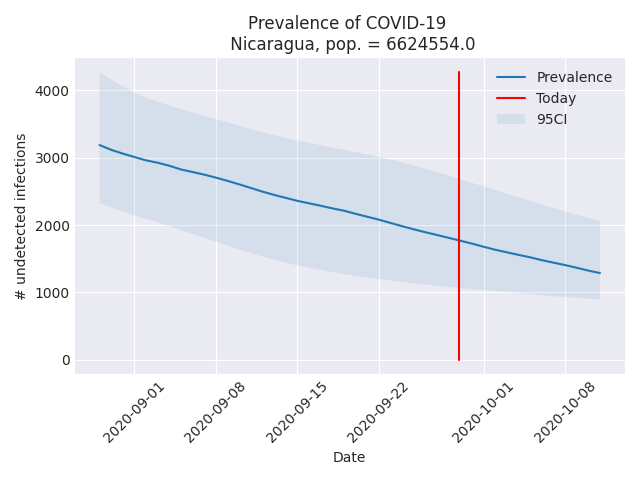 Prevalence of COVID-19
Nicaragua, pop. = 6624554.0
Prevalence
Today
95CI
4000
3000
2000
1000
0
# undetected infections
2020-09-01
2020-09-08
2020-09-15
2020-09-22
2020-10-01
2020-10-08
Date